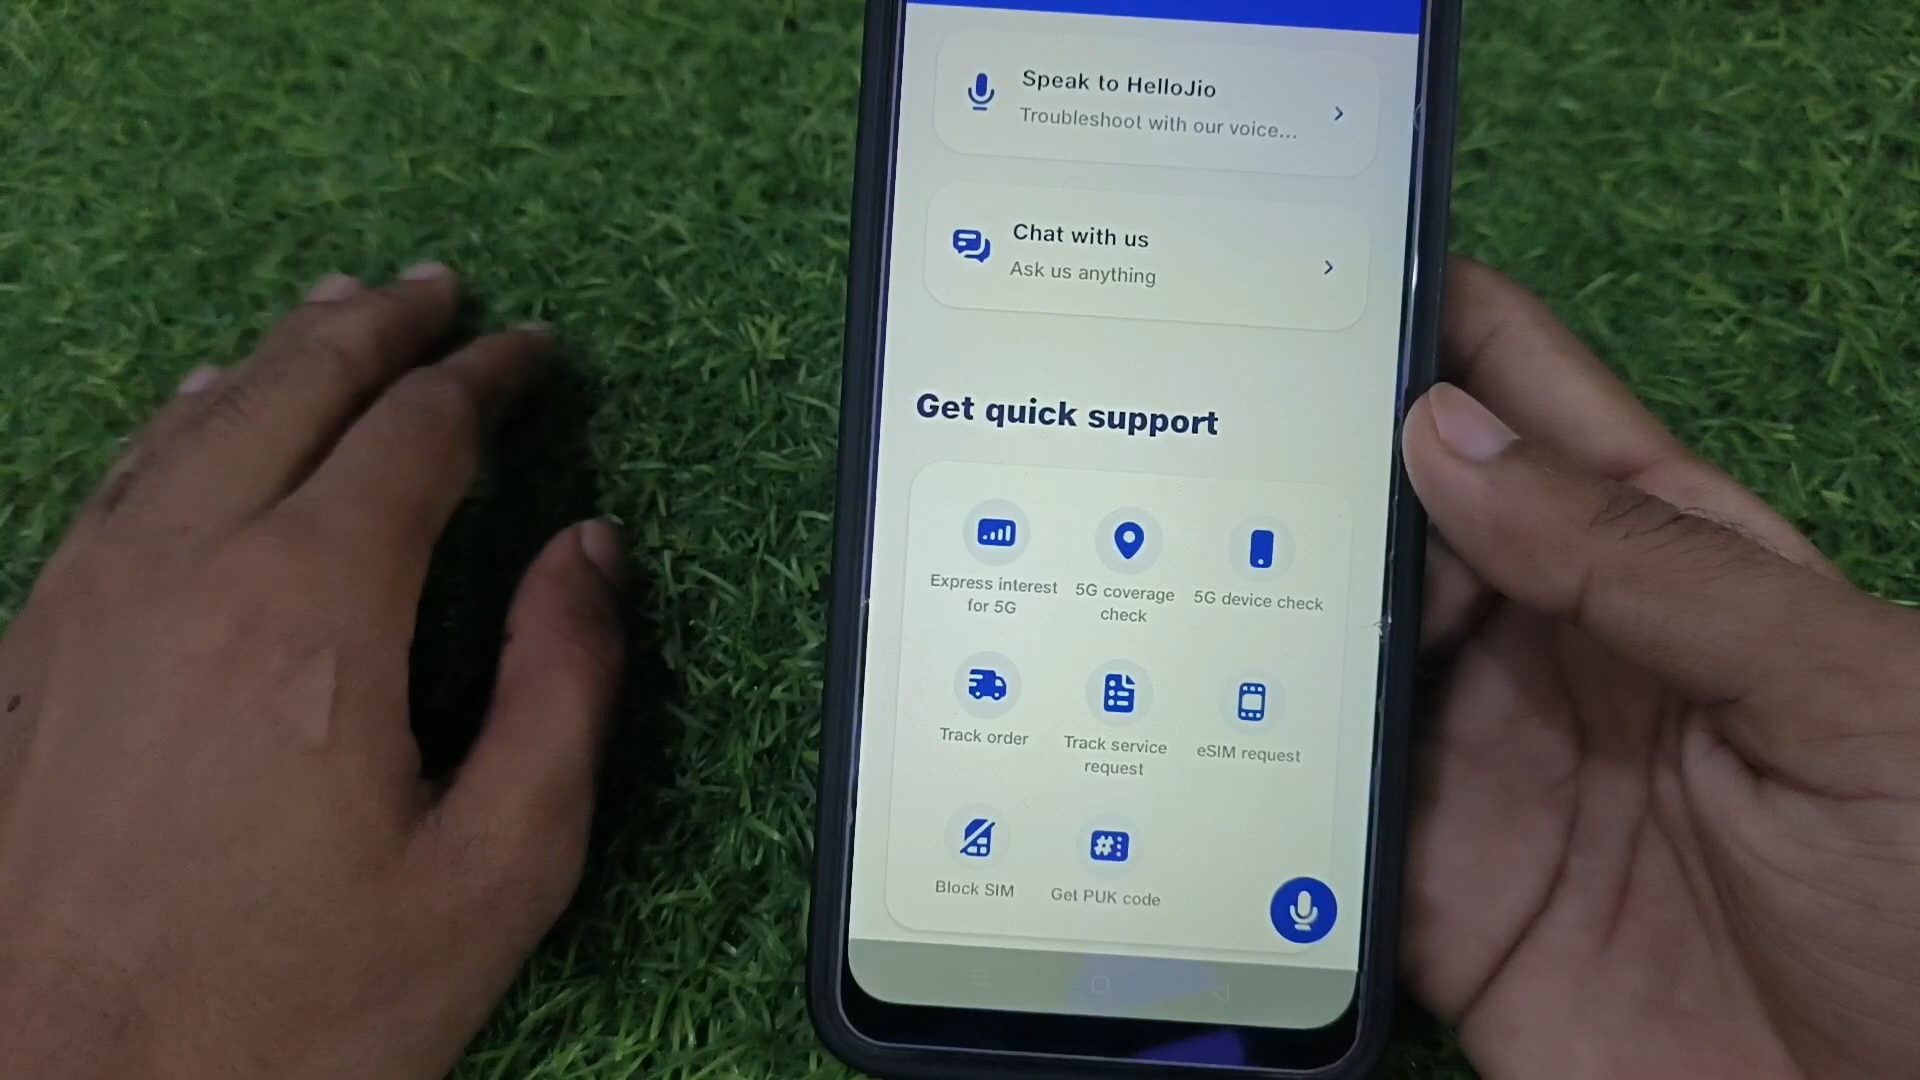 Speak to HelloJio
Troubleshoot with our voice...
Chat with us
Ask us anything
Get quick support
Express interest
for 5G
5G coverage
check
5G device check
Track order
Track service
request
eSIM request
Block SIM
Get PUK code